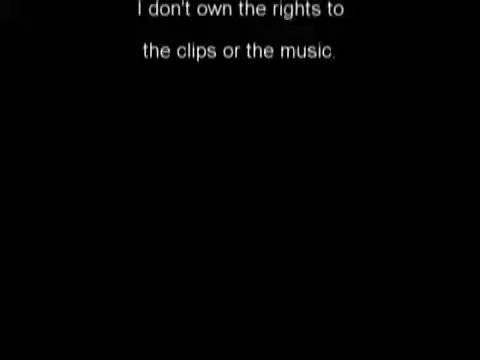 I don't own the rights to
the clips or the music.